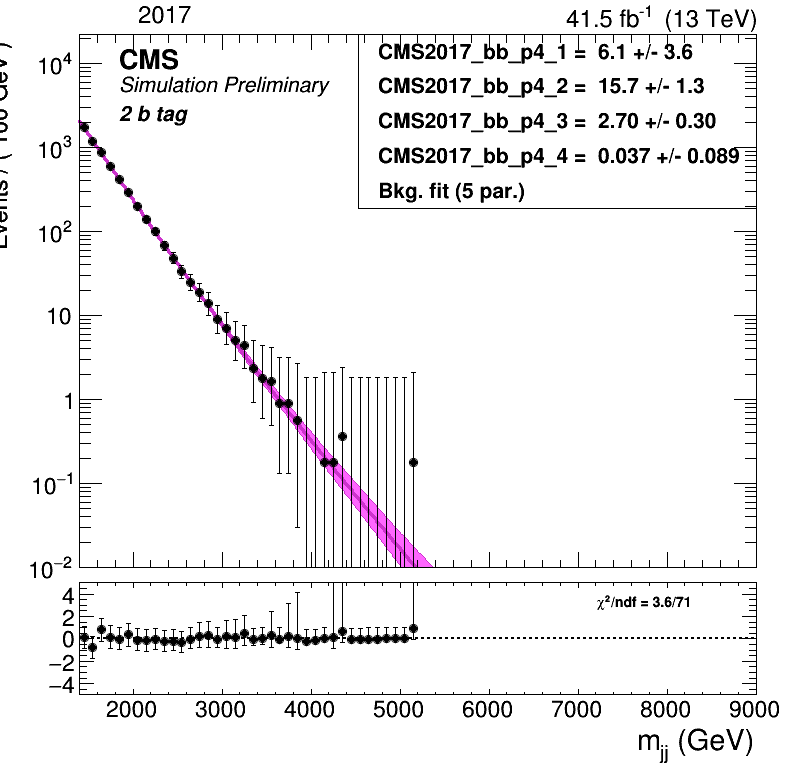 2017
41.5 fb⁻¹ (13 TeV)
CMS
Simulation Preliminary
2 b tag
CMS2017_bb_p4_1 = 6.1 +/- 3.6
CMS2017_bb_p4_2 = 15.7 +/- 1.3
CMS2017_bb_p4_3 = 2.70 +/- 0.30
CMS2017_bb_p4_4 = 0.037 +/- 0.089
Bkg. fit (5 par.)
10⁴
10³
10²
10
1
10⁻¹
10⁻²
χ²/ndf = 3.6/71
4
2
0
−2
−4
2000 3000 4000 5000 6000 7000 8000 9000
m_jj (GeV)